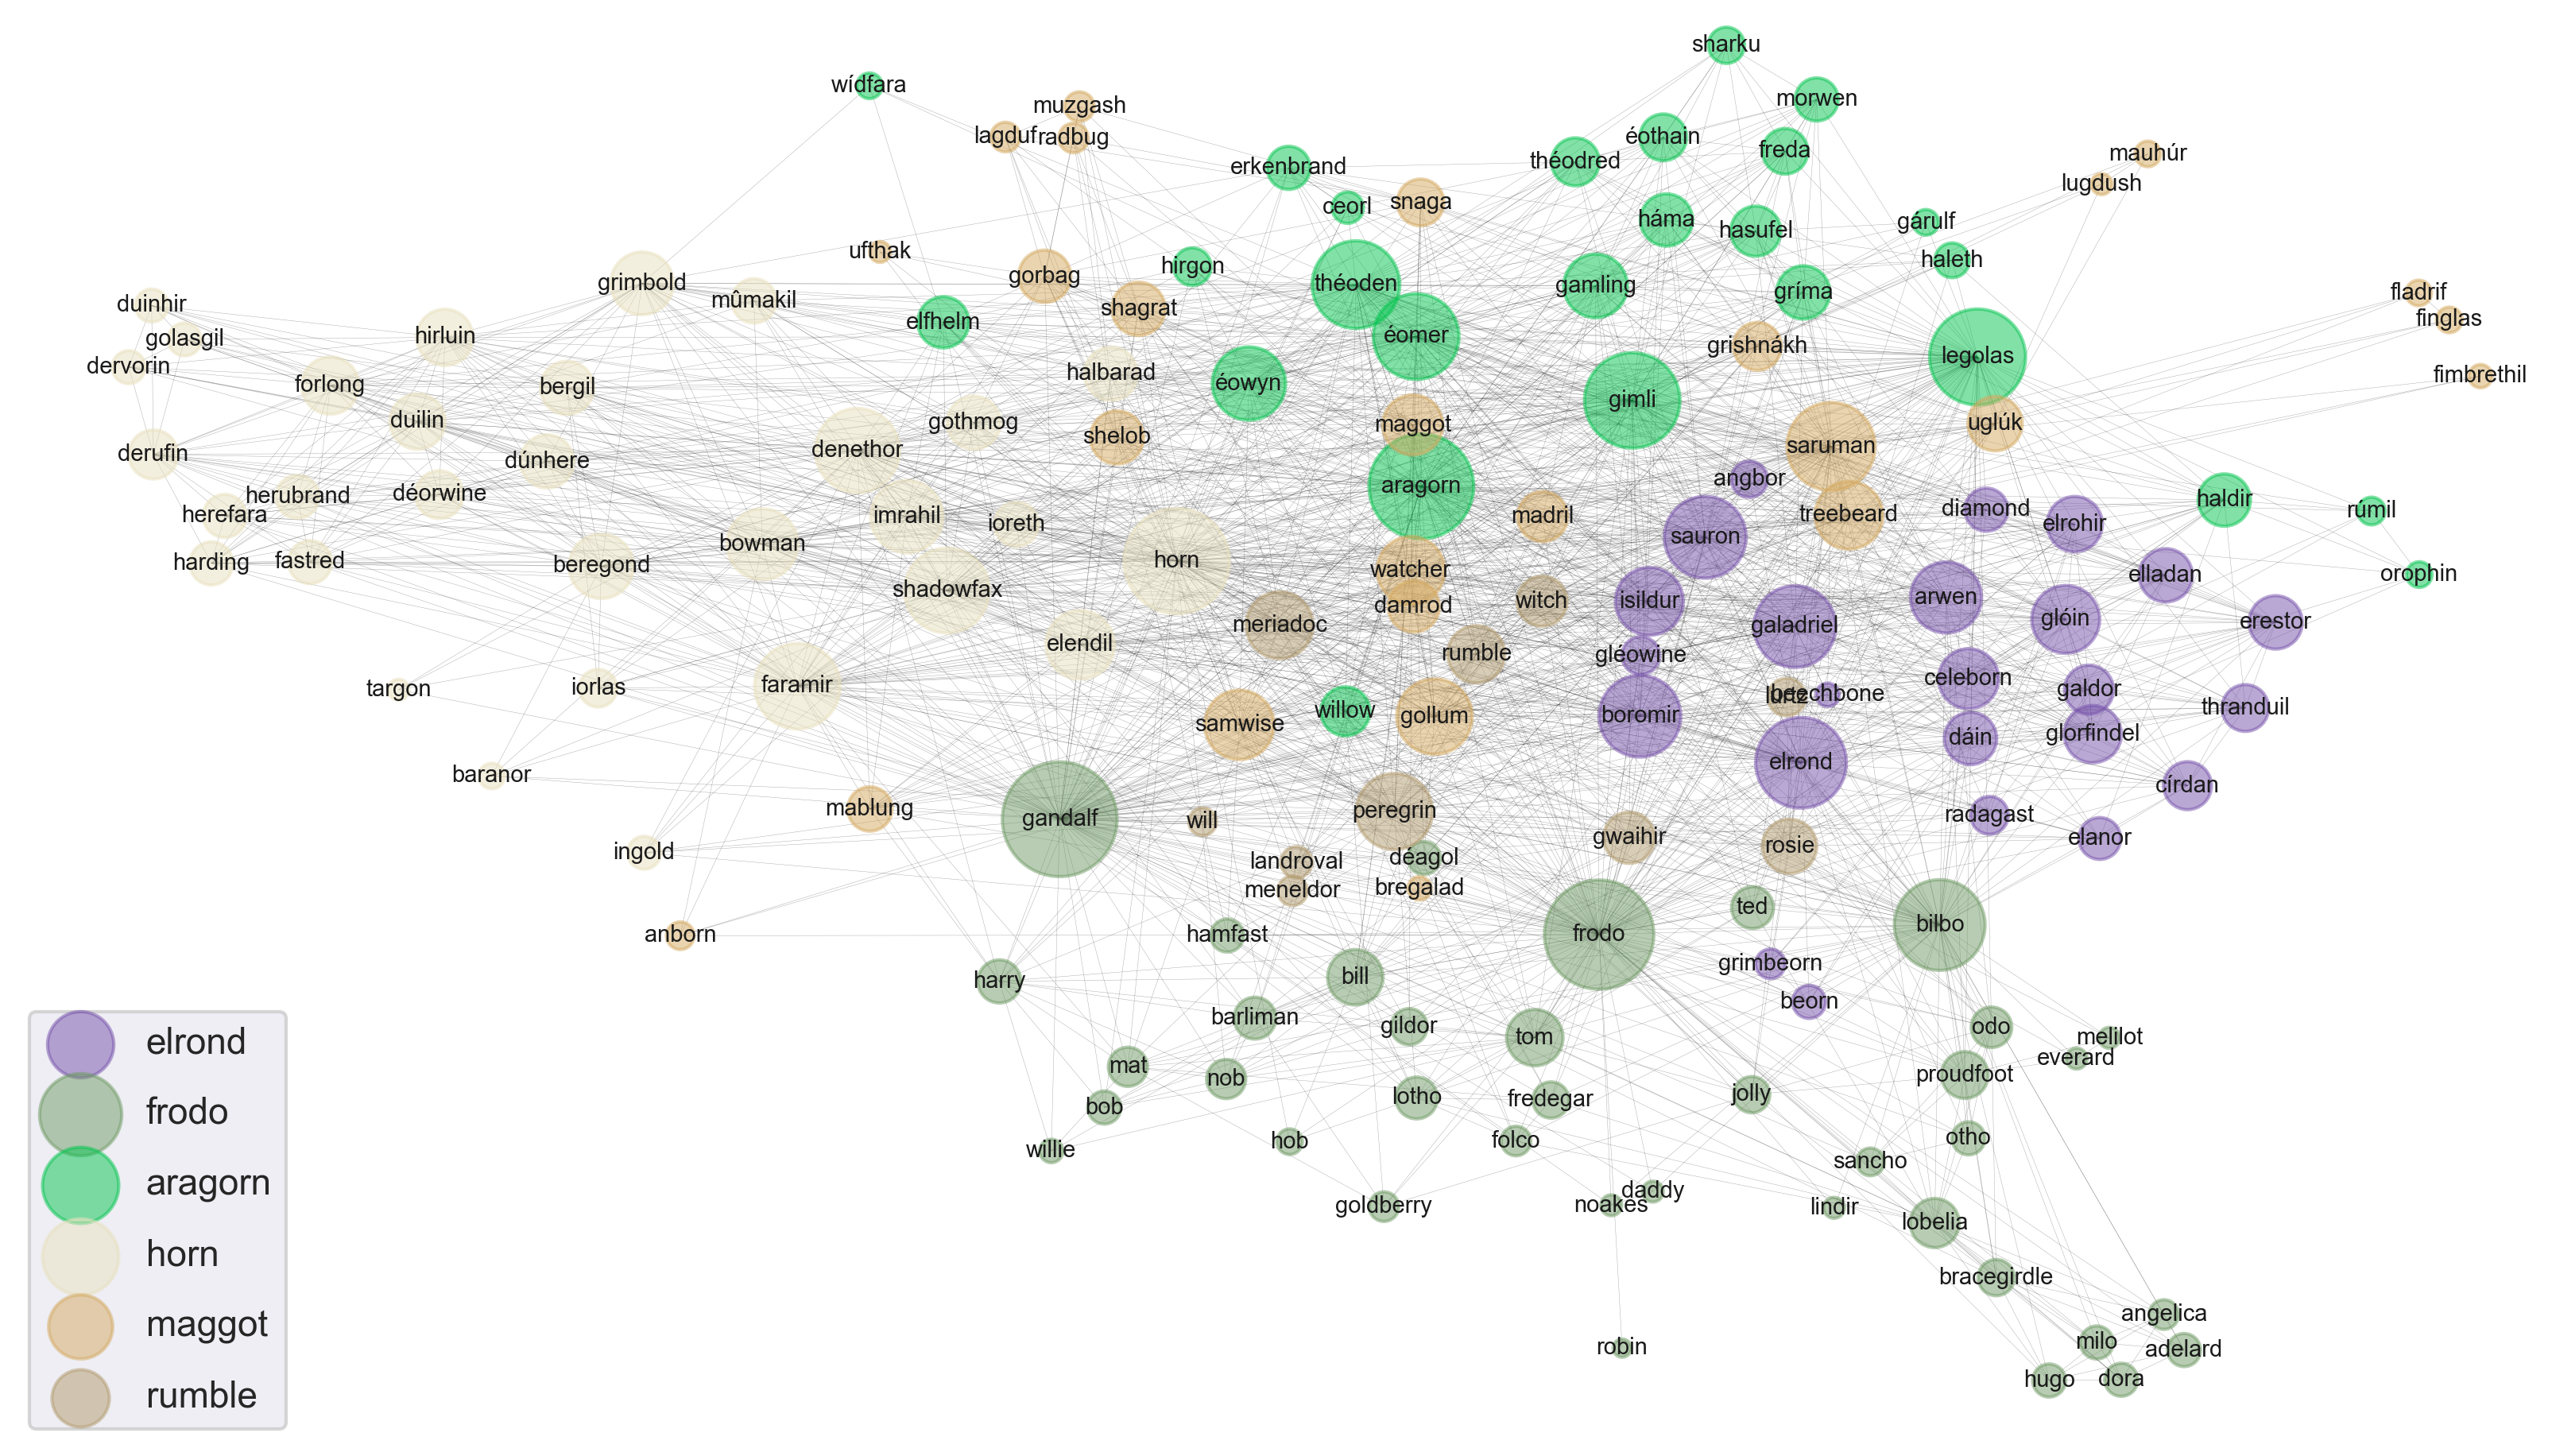 sharku
wídfara
morwen
muzgash
lagduf
radbug
éothain
freda
théodred
erkenbrand
mauhúr
lugdush
ceorl
snaga
háma
hasufel
gárulf
ufthak
haleth
hirgon
gorbag
grimbold
mûmakil
théoden
gamling
gríma
fladrif
duinhir
shagrat
finglas
golasgil
hirluin
elfhelm
éomer
grishnákh
legolas
dervorin
forlong
bergil
halbarad
éowyn
fimbrethil
gimli
duilin
gothmog
maggot
uglúk
shelob
saruman
derufin
dúnhere
denethor
angbor
aragorn
herubrand
déorwine
haldir
herefara
imrahil
ioreth
madril
treebeard
diamond
elrohir
rúmil
sauron
bowman
harding
fastred
beregond
horn
watcher
elladan
orophin
shadowfax
damrod
witch
isildur
arwen
glóin
meriadoc
galadriel
erestor
elendil
rumble
gléowine
targon
iorlas
faramir
celeborn
galdor
lurtz
beechbone
thranduil
willow
samwise
gollum
boromir
dáin
glorfindel
elrond
baranor
círdan
mablung
gandalf
will
peregrin
gwaihir
radagast
elanor
rosie
ingold
landroval
déagol
meneldor
bregalad
ted
anborn
hamfast
frodo
bilbo
grimbeorn
harry
bill
beorn
barliman
gildor
tom
odo
melilot
everard
mat
nob
proudfoot
bob
lotho
fredegar
jolly
willie
hob
folco
otho
sancho
goldberry
noakes
daddy
lindir
lobelia
bracegirdle
angelica
robin
milo
adelard
hugo
dora
elrond
frodo
aragorn
horn
maggot
rumble